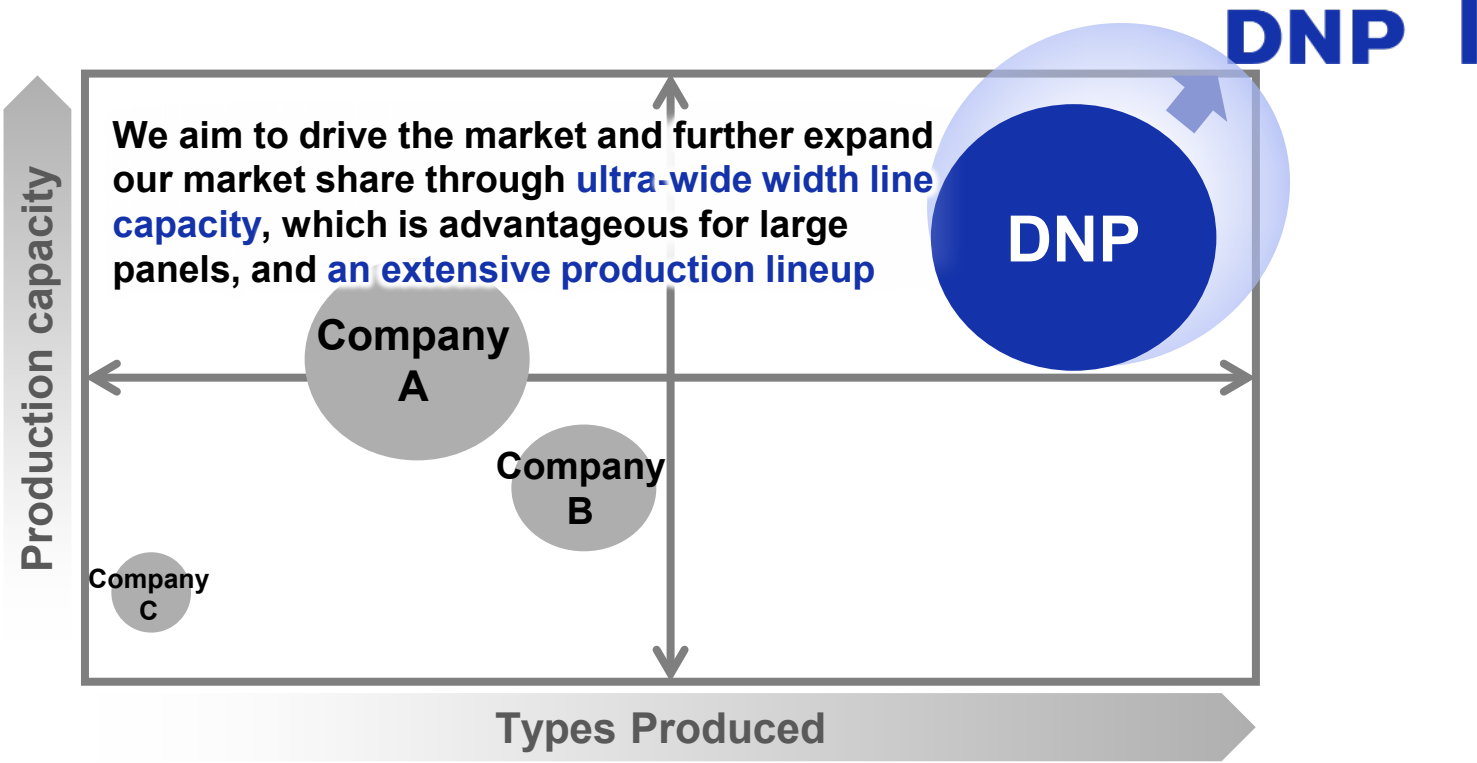 DNP
We aim to drive the market and further expand
our market share through ultra-wide width line
capacity, which is advantageous for large
panels, and an extensive production lineup
DNP
Company
A
Company
B
Company
C
Production capacity
Types Produced